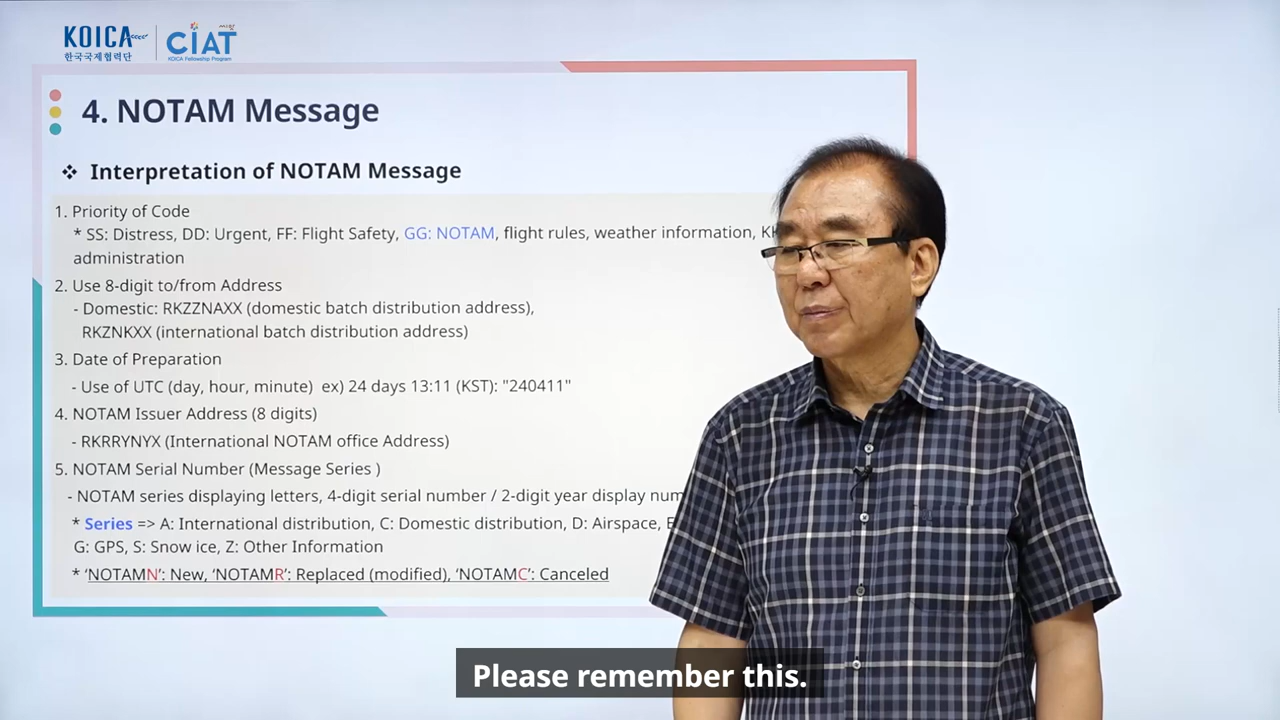 KOICA
한국국제협력단
CIAT
KOICA Fellowship Program
4. NOTAM Message
❖ Interpretation of NOTAM Message
1. Priority of Code
* SS: Distress, DD: Urgent, FF: Flight Safety, GG: NOTAM, flight rules, weather information,
administration
2. Use 8-digit to/from Address
- Domestic: RKZZNAXX (domestic batch distribution address),
RKZNKXX (international batch distribution address)
3. Date of Preparation
- Use of UTC (day, hour, minute) ex) 24 days 13:11 (KST): "240411"
4. NOTAM Issuer Address (8 digits)
- RKRRYNYX (International NOTAM office Address)
5. NOTAM Serial Number (Message Series )
- NOTAM series displaying letters, 4-digit serial number / 2-digit year display
* Series => A: International distribution, C: Domestic distribution, D: Airspace,
G: GPS, S: Snow ice, Z: Other Information
* ‘NOTAMN’: New, ‘NOTAMR’: Replaced (modified), ‘NOTAMC’: Canceled
Please remember this.